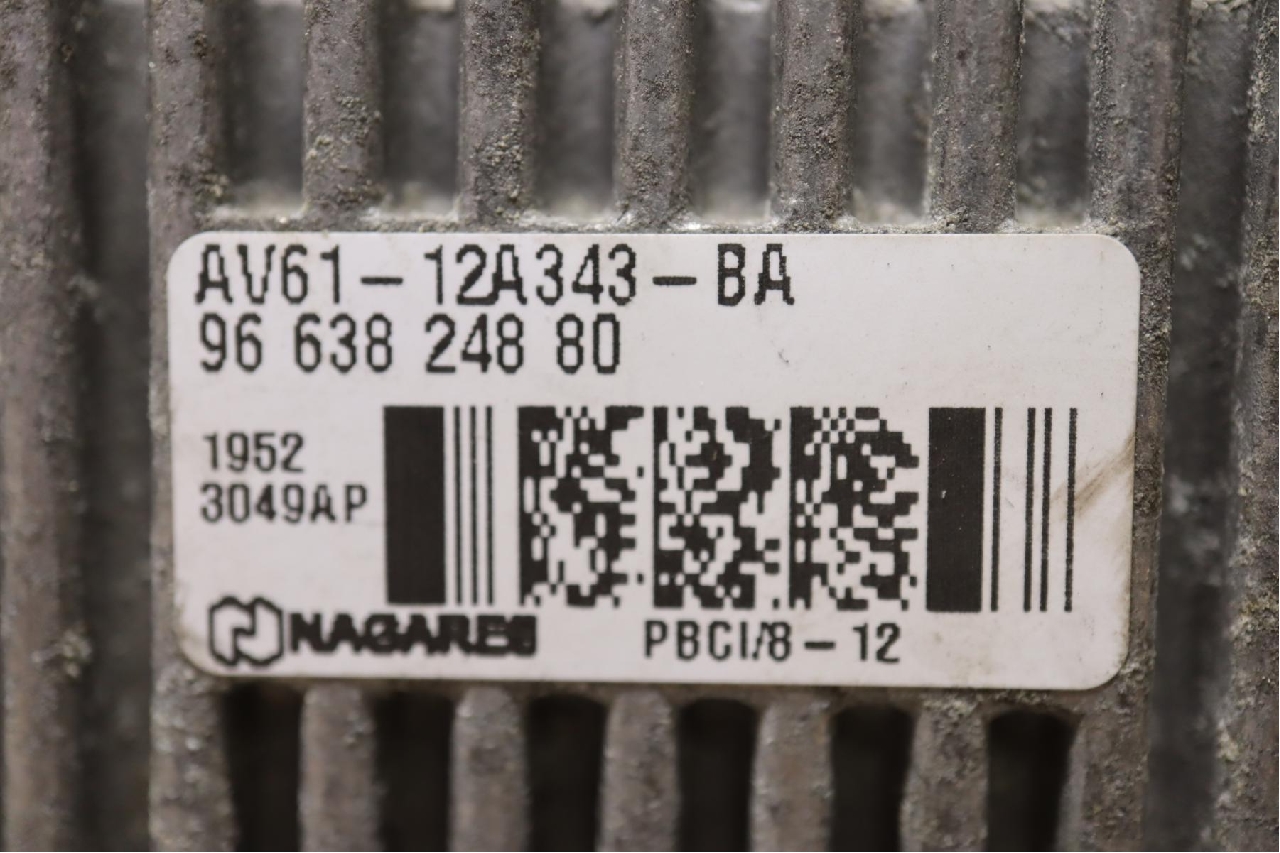 AV61-12A343-BA
96 638 248 80
1952
3049AP
NAGARES
PBCI/8-12